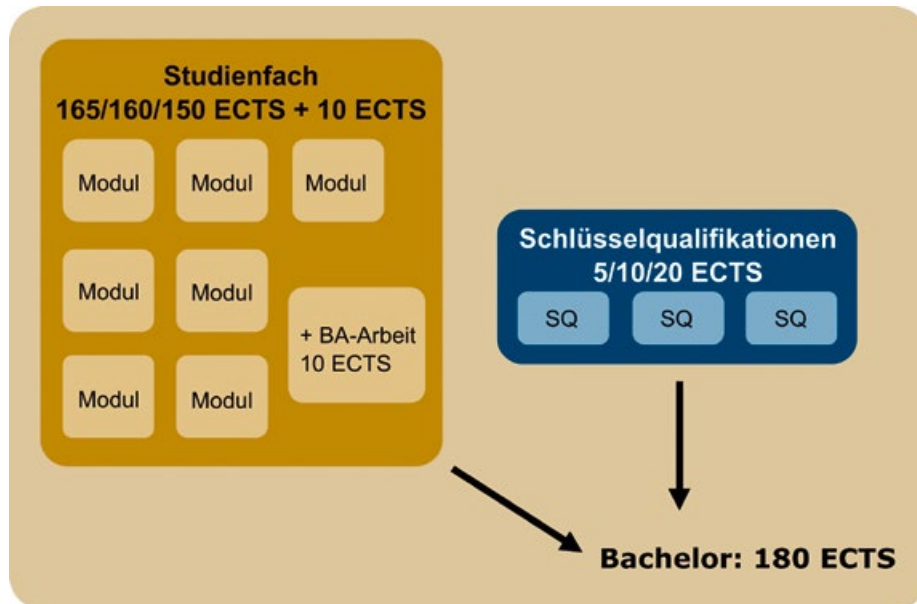 Studienfach
165/160/150 ECTS + 10 ECTS
Modul
Modul
Modul
Modul
Modul
+ BA-Arbeit
10 ECTS
Modul
Modul
Schlüsselqualifikationen
5/10/20 ECTS
SQ
SQ
SQ
Bachelor: 180 ECTS